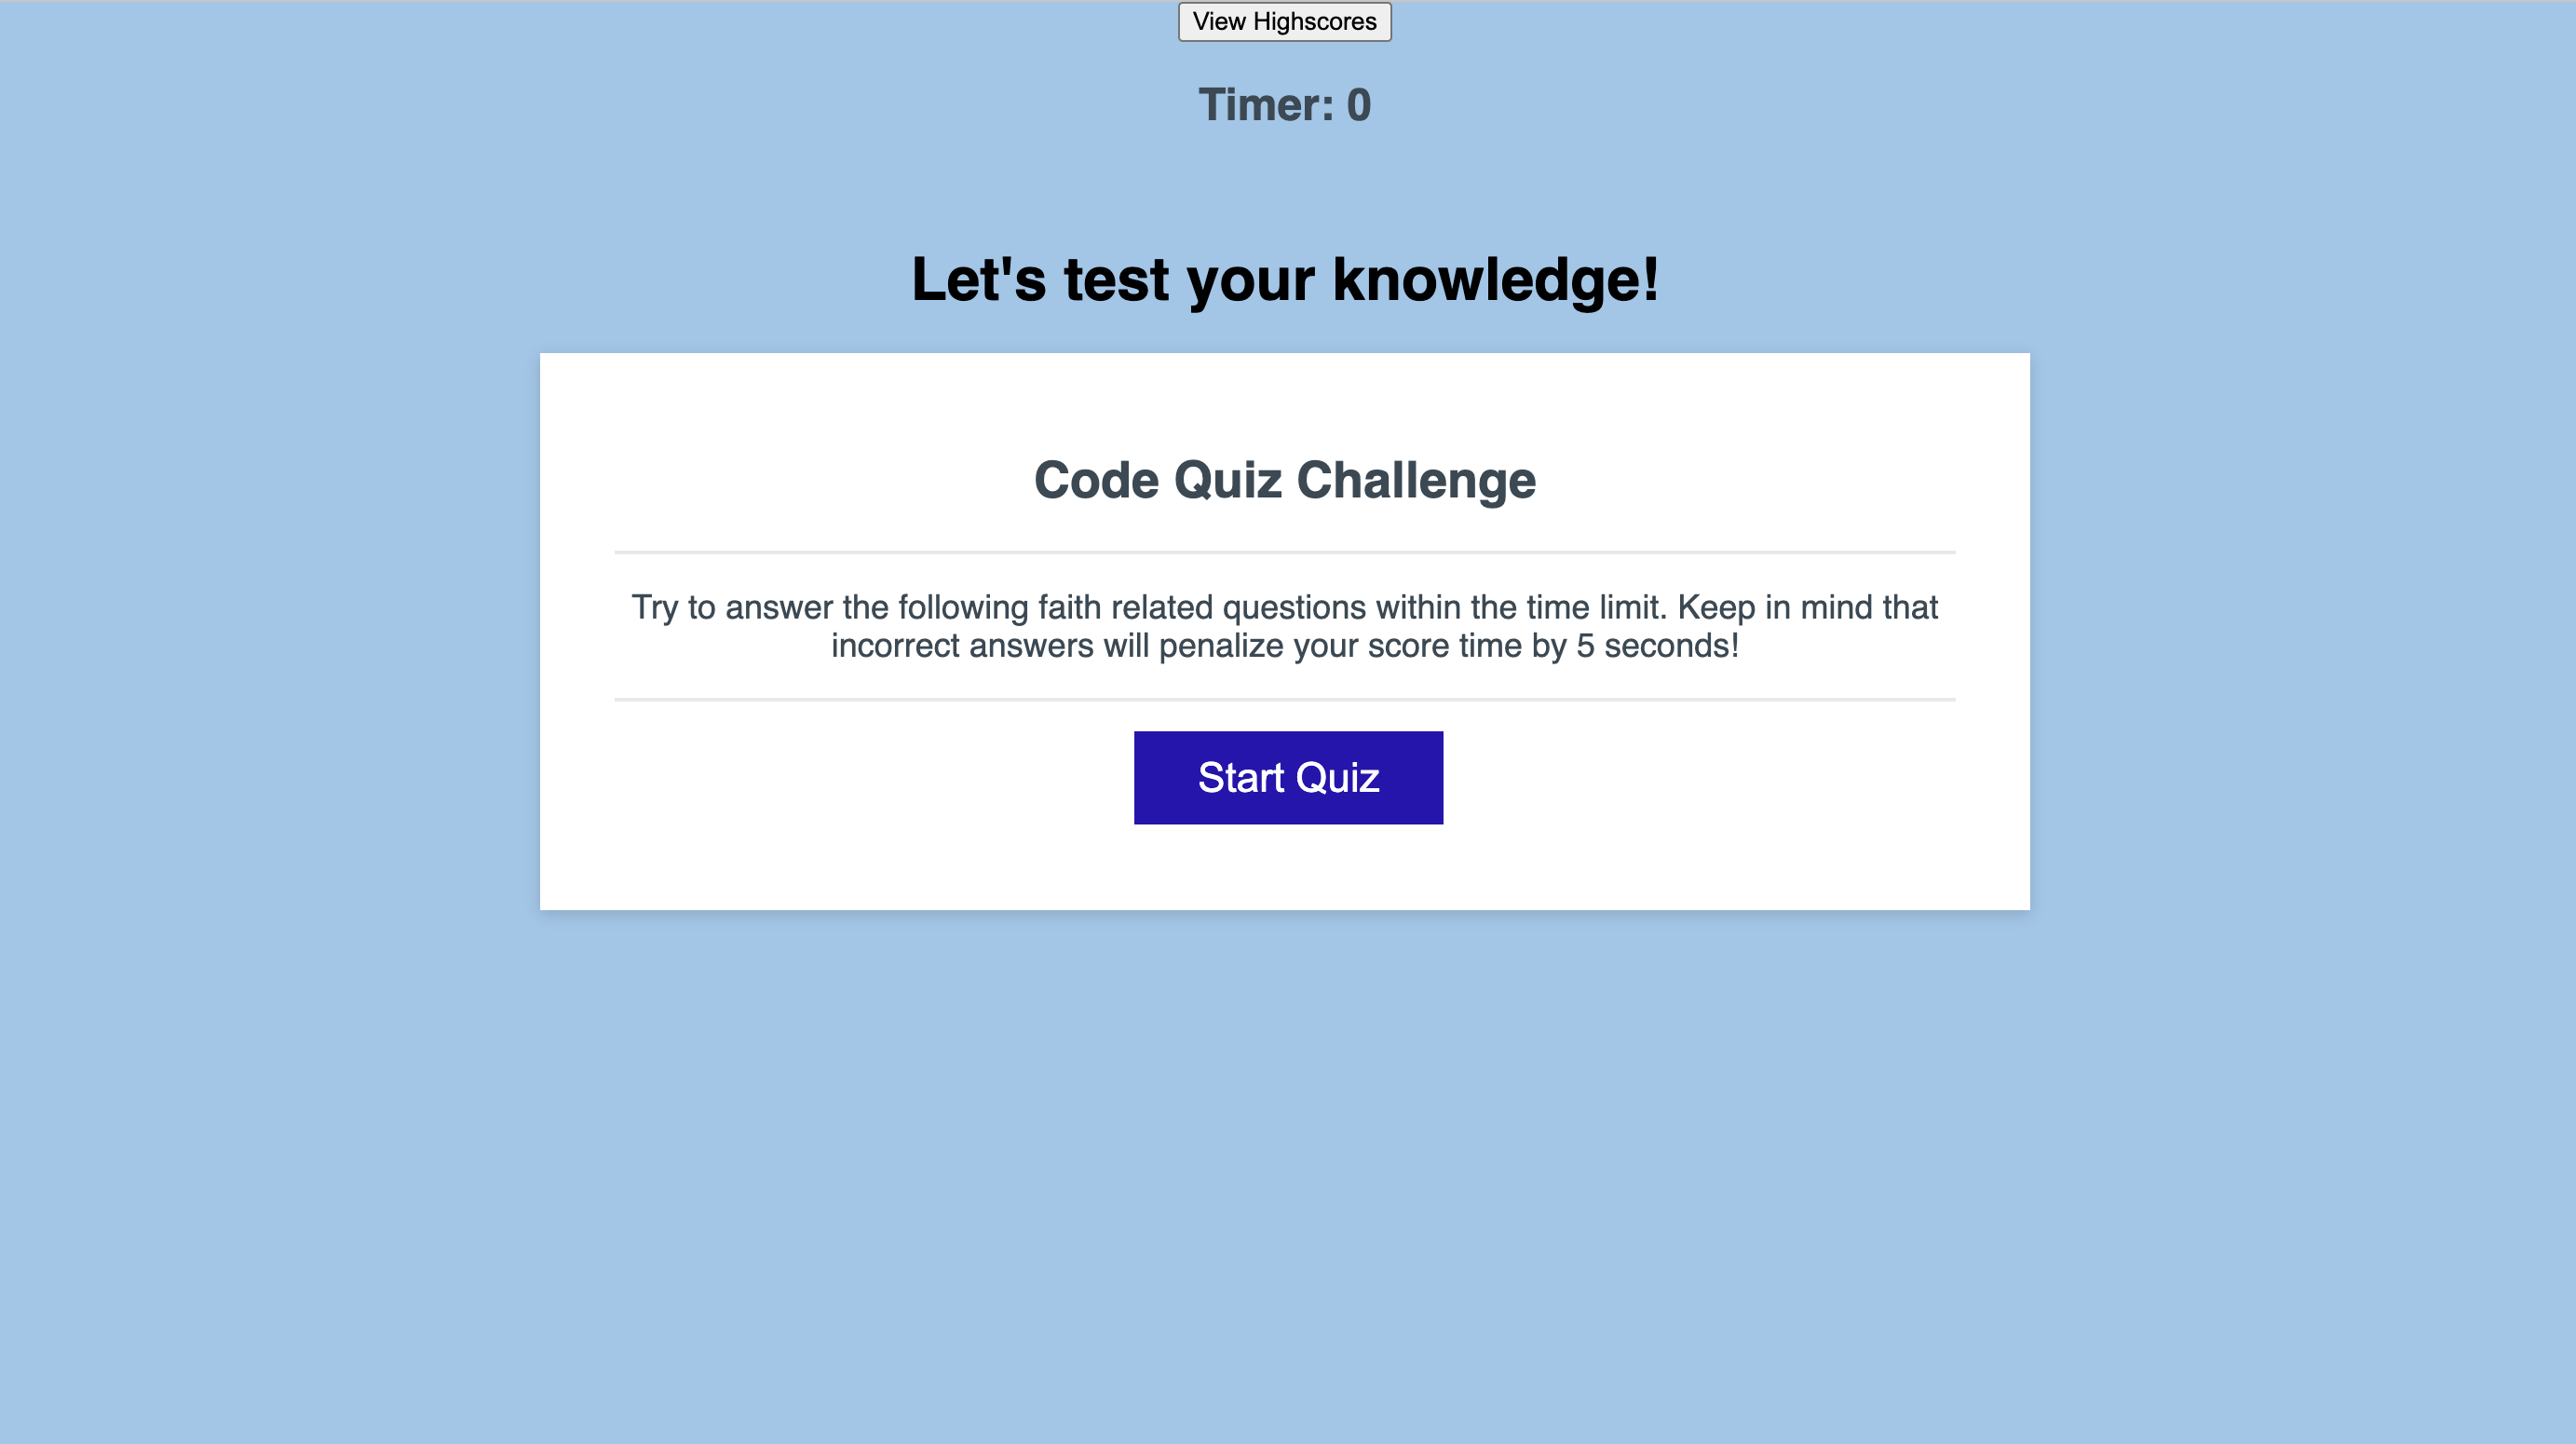 View Highscores
Timer: 0
Let's test your knowledge!
Code Quiz Challenge
Try to answer the following faith related questions within the time limit. Keep in mind that
incorrect answers will penalize your score time by 5 seconds!
Start Quiz